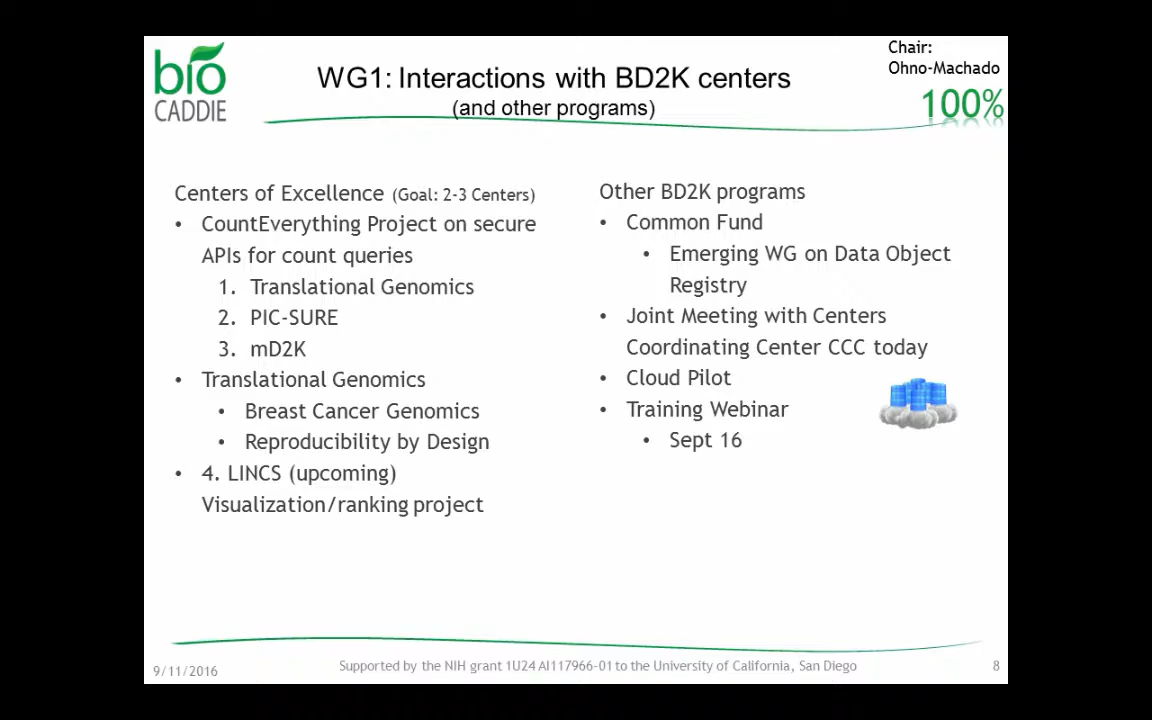 bio
CADDIE
WG1: Interactions with BD2K centers
(and other programs)
Chair:
Ohno-Machado
100%
Centers of Excellence (Goal: 2-3 Centers)
• CountEverything Project on secure
APIs for count queries
1. Translational Genomics
2. PIC-SURE
3. mD2K
• Translational Genomics
• Breast Cancer Genomics
• Reproducibility by Design
• 4. LINCS (upcoming)
Visualization/ranking project
Other BD2K programs
• Common Fund
• Emerging WG on Data Object
Registry
• Joint Meeting with Centers
Coordinating Center CCC today
• Cloud Pilot
• Training Webinar
• Sept 16
9/11/2016
Supported by the NIH grant 1U24 AI117966-01 to the University of California, San Diego
8